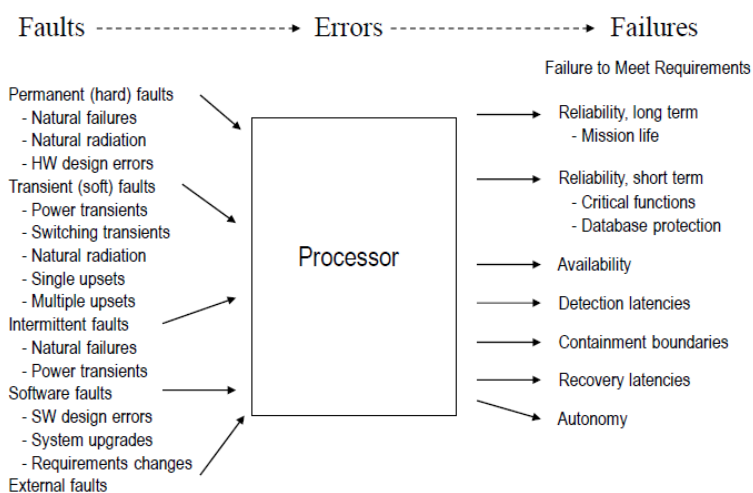 Faults
Errors
Failures
Failure to Meet Requirements
Permanent (hard) faults
- Natural failures
- Natural radiation
- HW design errors
Transient (soft) faults
- Power transients
- Switching transients
- Natural radiation
- Single upsets
- Multiple upsets
Intermittent faults
- Natural failures
- Power transients
Software faults
- SW design errors
- System upgrades
- Requirements changes
External faults
Processor
Reliability, long term
- Mission life
Reliability, short term
- Critical functions
- Database protection
Availability
Detection latencies
Containment boundaries
Recovery latencies
Autonomy